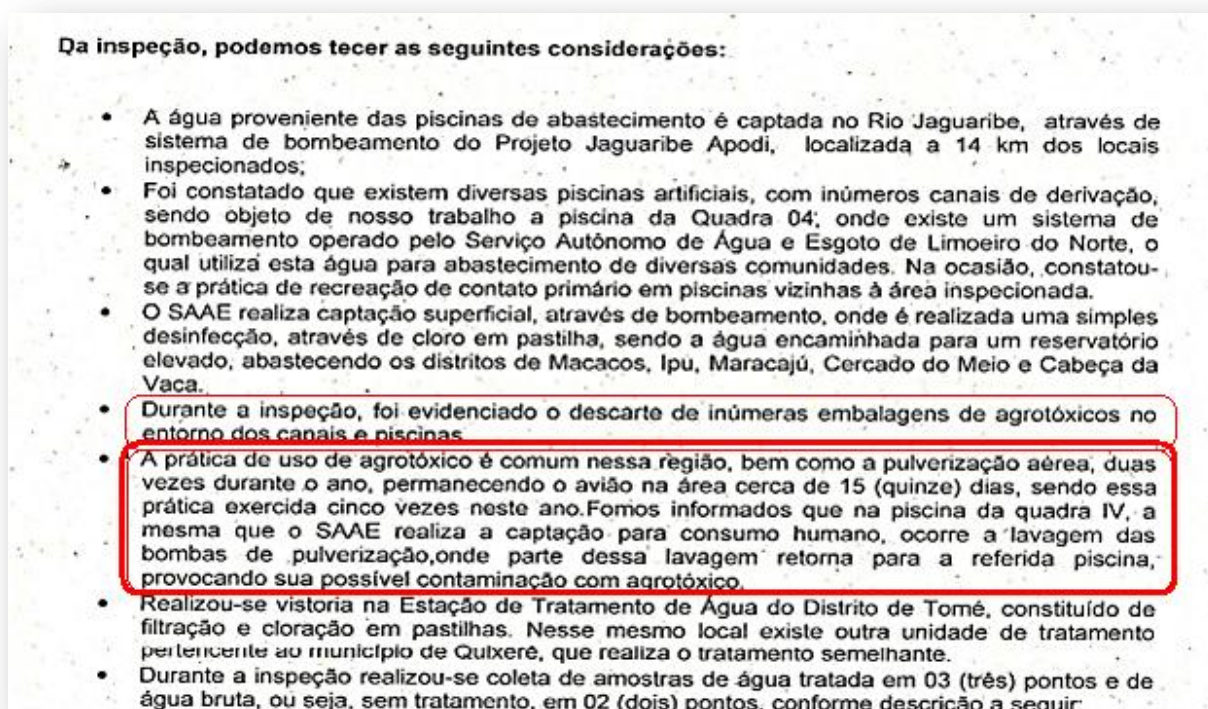 Da inspeção, podemos tecer as seguintes considerações:
• A água proveniente das piscinas de abastecimento é captada no Rio Jaguaribe, através de
sistema de bombeamento do Projeto Jaguaribe Apodi, localizada a 14 km dos locais
inspecionados;
• Foi constatado que existem diversas piscinas artificiais, com inúmeros canais de derivação,
sendo objeto de nosso trabalho a piscina da Quadra 04, onde existe um sistema de
bombeamento operado pelo Serviço Autônomo de Água e Esgoto de Limoeiro do Norte, o
qual utiliza esta água para abastecimento de diversas comunidades. Na ocasião, constatou-
se a prática de recreação de contato primário em piscinas vizinhas à área inspecionada.
• O SAAE realiza captação superficial, através de bombeamento, onde é realizada uma simples
desinfecção, através de cloro em pastilha, sendo a água encaminhada para um reservatório
elevado, abastecendo os distritos de Macacos, Ipu, Maracajú, Cercado do Meio e Cabeça da
Vaca.
• Durante a inspeção, foi evidenciado o descarte de inúmeras embalagens de agrotóxicos no
entorno dos canais e piscinas
• A prática de uso de agrotóxico é comum nessa região, bem como a pulverização aérea, duas
vezes durante o ano, permanecendo o avião na área cerca de 15 (quinze) dias, sendo essa
prática exercida cinco vezes neste ano.Fomos informados que na piscina da quadra IV, a
mesma que o SAAE realiza a captação para consumo humano, ocorre a lavagem das
bombas de pulverização,onde parte dessa lavagem retorna para a referida piscina,
provocando sua possível contaminação com agrotóxico.
• Realizou-se vistoria na Estação de Tratamento de Água do Distrito de Tomé, constituído de
filtração e cloração em pastilhas. Nesse mesmo local existe outra unidade de tratamento
pertencente ao município de Quixeré, que realiza o tratamento semelhante.
• Durante a inspeção realizou-se coleta de amostras de água tratada em 03 (três) pontos e de
água bruta, ou seja, sem tratamento, em 02 (dois) pontos, conforme descrição a seguir: